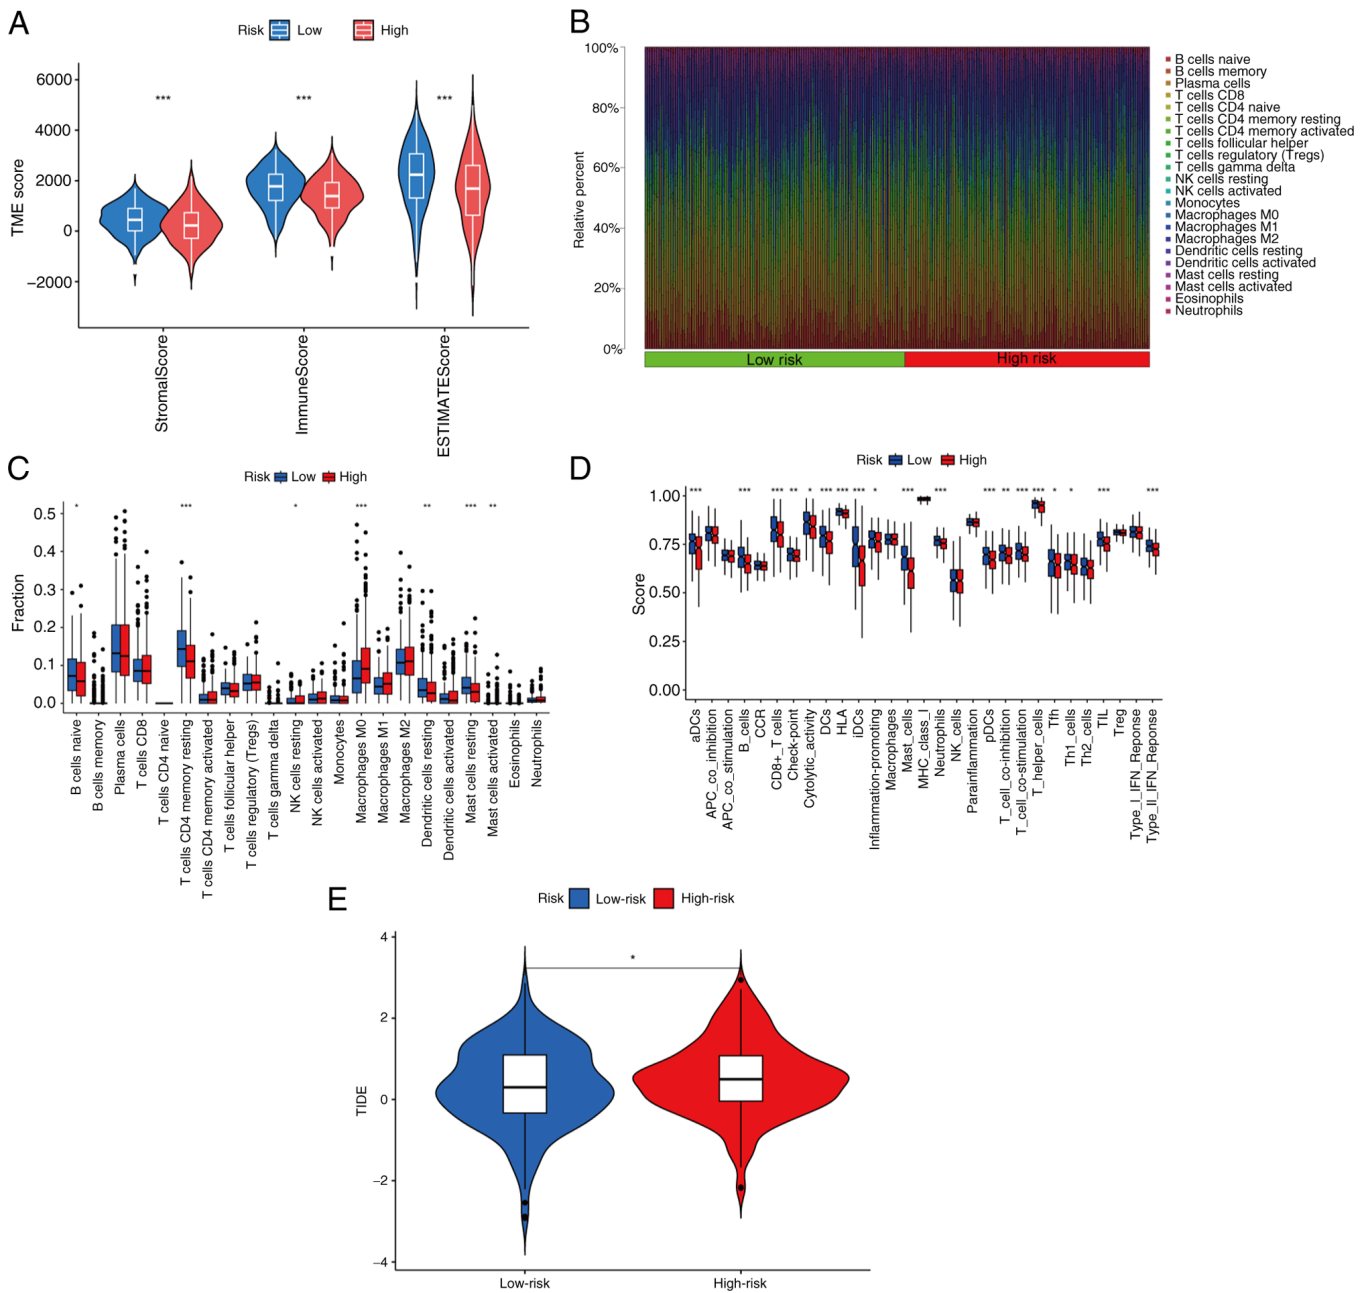 A
Risk Low High
TME score
6000
4000
2000
0
−2000
*** *** ***
StromalScore
ImmuneScore
ESTIMATEScore
B
Relative percent
100%
80%
60%
40%
20%
0%
Low risk High risk
B cells naive
B cells memory
Plasma cells
T cells CD8
T cells CD4 naive
T cells CD4 memory resting
T cells CD4 memory activated
T cells follicular helper
T cells regulatory (Tregs)
T cells gamma delta
NK cells resting
NK cells activated
Monocytes
Macrophages M0
Macrophages M1
Macrophages M2
Dendritic cells resting
Dendritic cells activated
Mast cells resting
Mast cells activated
Eosinophils
Neutrophils
C
Risk Low High
Fraction
0.5
0.4
0.3
0.2
0.1
0.0
* *** * *** ** *** **
B cells naive
B cells memory
Plasma cells
T cells CD8
T cells CD4 naive
T cells CD4 memory resting
T cells CD4 memory activated
T cells follicular helper
T cells regulatory (Tregs)
T cells gamma delta
NK cells resting
NK cells activated
Monocytes
Macrophages M0
Macrophages M1
Macrophages M2
Dendritic cells resting
Dendritic cells activated
Mast cells resting
Mast cells activated
Eosinophils
Neutrophils
D
Risk Low High
Score
1.00
0.75
0.50
0.25
0.00
*** *** *** ** * *** *** *** * *** *** *** ** *** *** * * *** ***
aDCs
APC_co_inhibition
APC_co_stimulation
B_cells
CCR
CD8+_T cells
Check-point
Cytolytic_activity
DCs
HLA
iDCs
Inflammation-promoting
Macrophages
Mast_cells
MHC_class_I
Neutrophils
NK_cells
Parainflammation
pDCs
T_cell_co-inhibition
T_cell_co-stimulation
T_helper_cells
Tfh
Th1_cells
Th2_cells
TIL
Treg
Type_I_IFN_Reponse
Type_II_IFN_Reponse
E
Risk Low-risk High-risk
TIDE
4
2
0
−2
−4
*
Low-risk High-risk